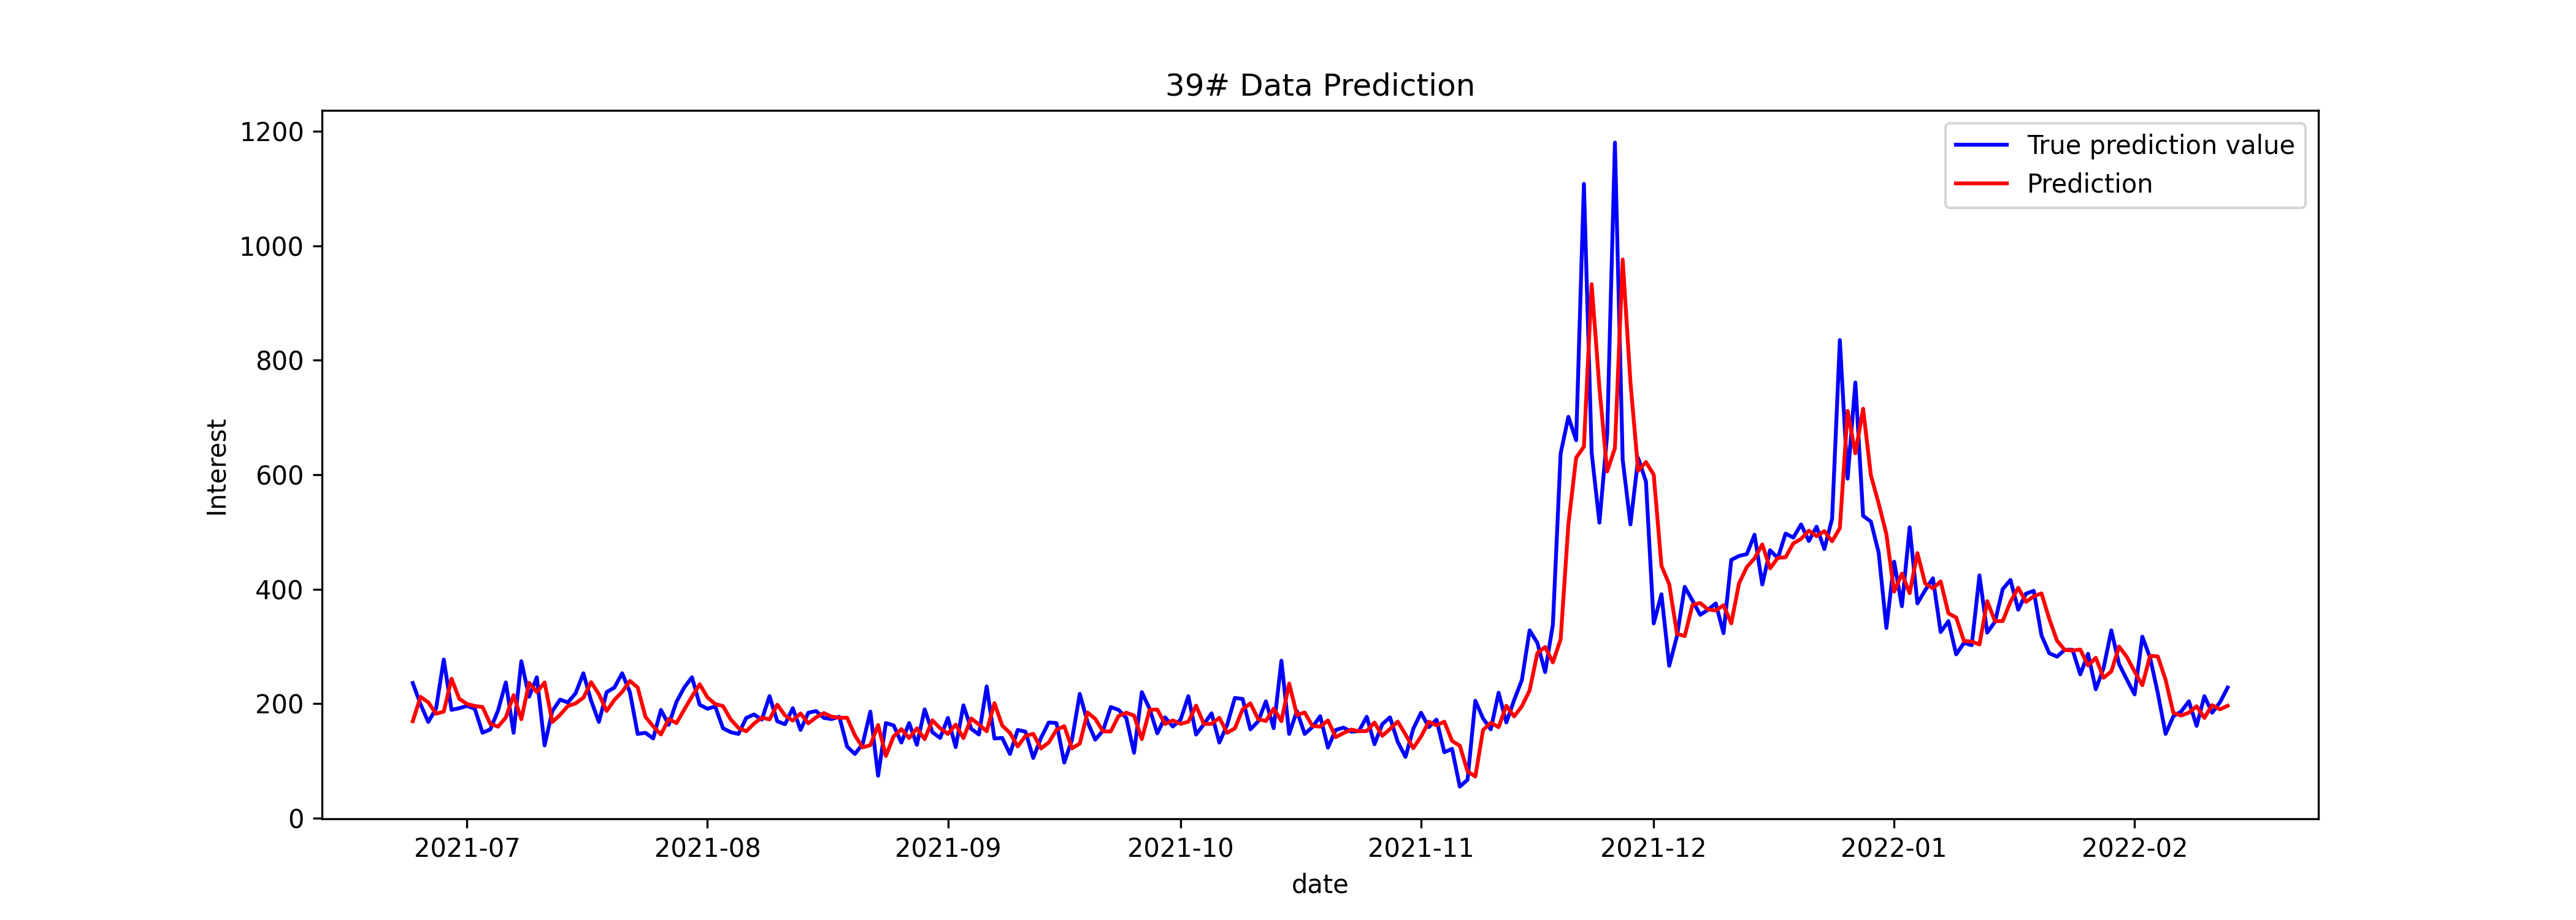 39# Data Prediction
1200
1000
800
600
400
200
0
Interest
True prediction value
Prediction
2021-07 2021-08 2021-09 2021-10 2021-11 2021-12 2022-01 2022-02
date